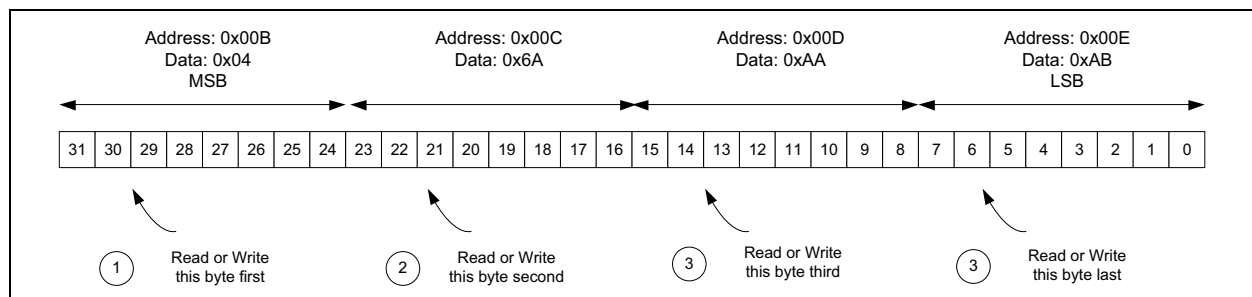 Address: 0x00B
Data: 0x04
MSB
Address: 0x00C
Data: 0x6A
Address: 0x00D
Data: 0xAA
Address: 0x00E
Data: 0xAB
LSB
31 30 29 28 27 26 25 24 23 22 21 20 19 18 17 16 15 14 13 12 11 10 9 8 7 6 5 4 3 2 1 0
1
Read or Write
this byte first
2
Read or Write
this byte second
3
Read or Write
this byte third
3
Read or Write
this byte last